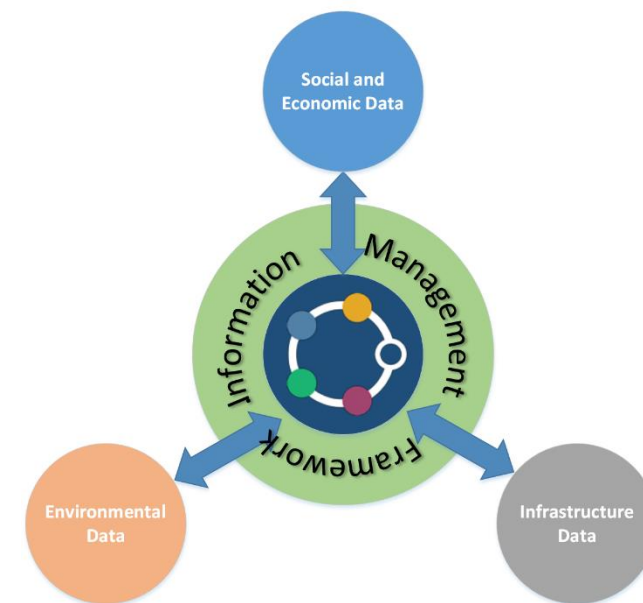 Social and
Economic Data
Information
Management
Framework
Environmental
Data
Infrastructure
Data